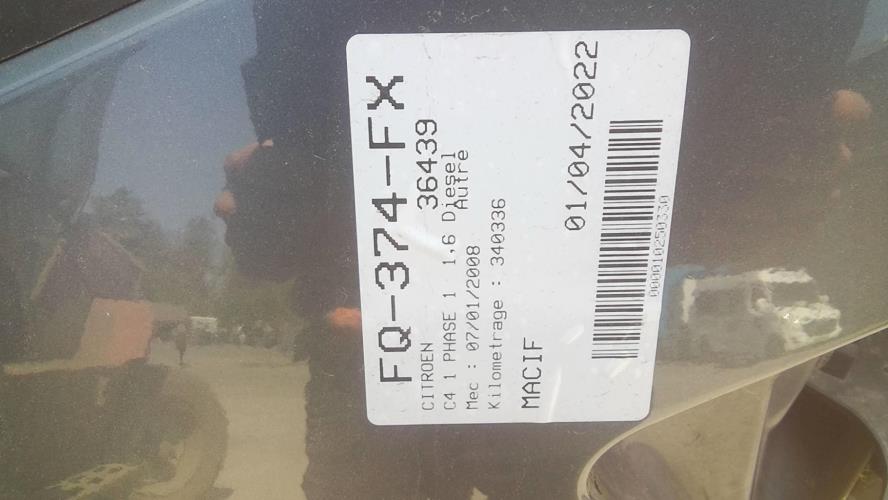 FQ-374-FX
CITROEN 36439
C4 1 PHASE 1 1,6 Diesel
Autre
Mec : 07/01/2008
Kilometrage : 340336
MACIF
01/04/2022
0000010250330